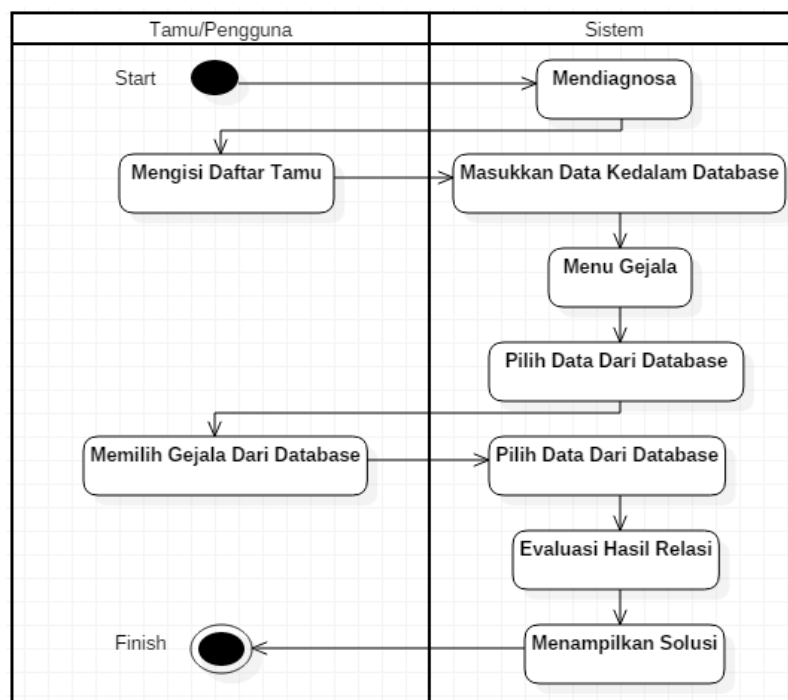 Tamu/Pengguna
Sistem
Start
Mendiagnosa
Mengisi Daftar Tamu
Masukkan Data Kedalam Database
Menu Gejala
Pilih Data Dari Database
Memilih Gejala Dari Database
Pilih Data Dari Database
Evaluasi Hasil Relasi
Finish
Menampilkan Solusi